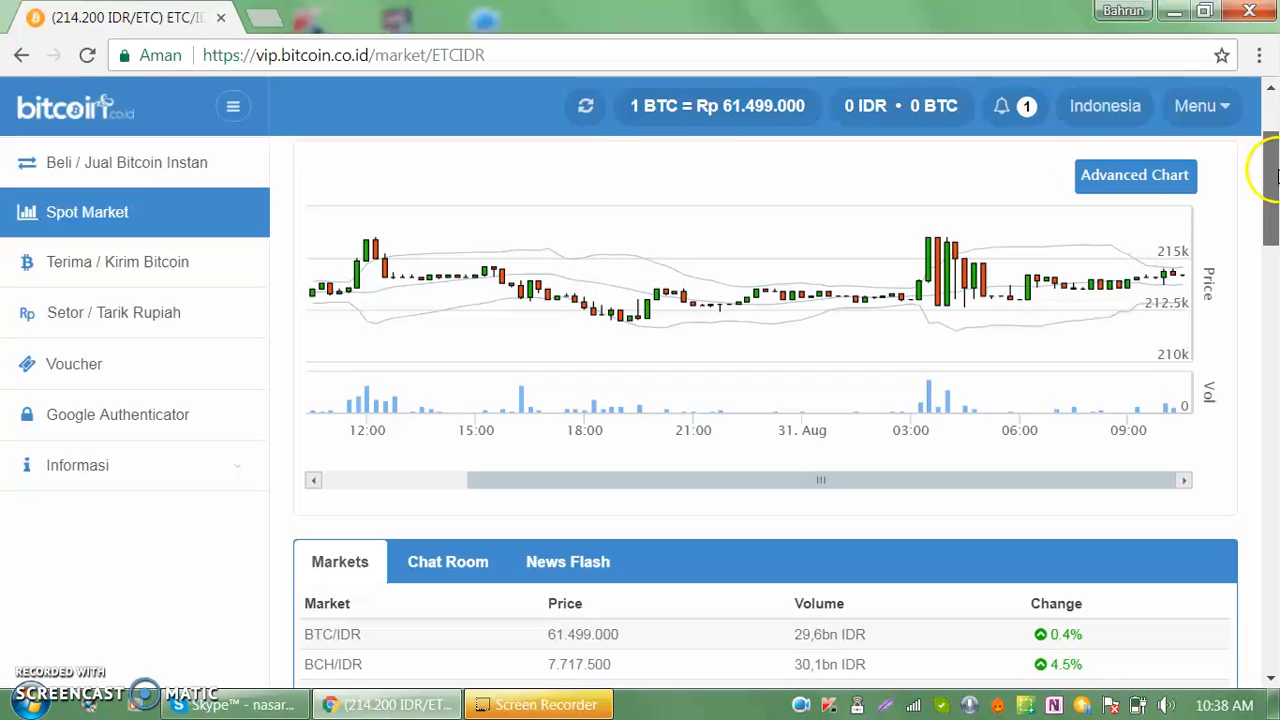 (214.200 IDR/ETC) ETC/IE
Bahrun
Aman
https://vip.bitcoin.co.id/market/ETCIDR
bitcoin.co.id
1 BTC = Rp 61.499.000
0 IDR • 0 BTC
1
Indonesia
Menu
Beli / Jual Bitcoin Instan
Spot Market
Terima / Kirim Bitcoin
Rp Setor / Tarik Rupiah
Voucher
Google Authenticator
Informasi
Advanced Chart
215k
212.5k
210k
Price
0
Vol
12:00 15:00 18:00 21:00 31. Aug 03:00 06:00 09:00
Markets Chat Room News Flash
Market Price Volume Change
BTC/IDR 61.499.000 29,6bn IDR 0.4%
BCH/IDR 7.717.500 30,1bn IDR 4.5%
RECORDED WITH
SCREENCAST MATIC
Skype™ - nasar...
(214.200 IDR/ET...
Screen Recorder
10:38 AM